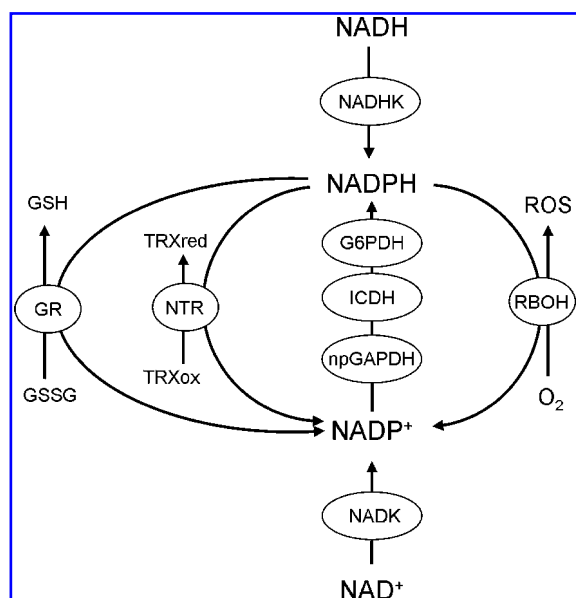 NADH
NADHK
NADPH
GSH
ROS
TRXred
G6PDH
ICDH
GR
NTR
RBOH
npGAPDH
TRXox
GSSG
O₂
NADP⁺
NADK
NAD⁺